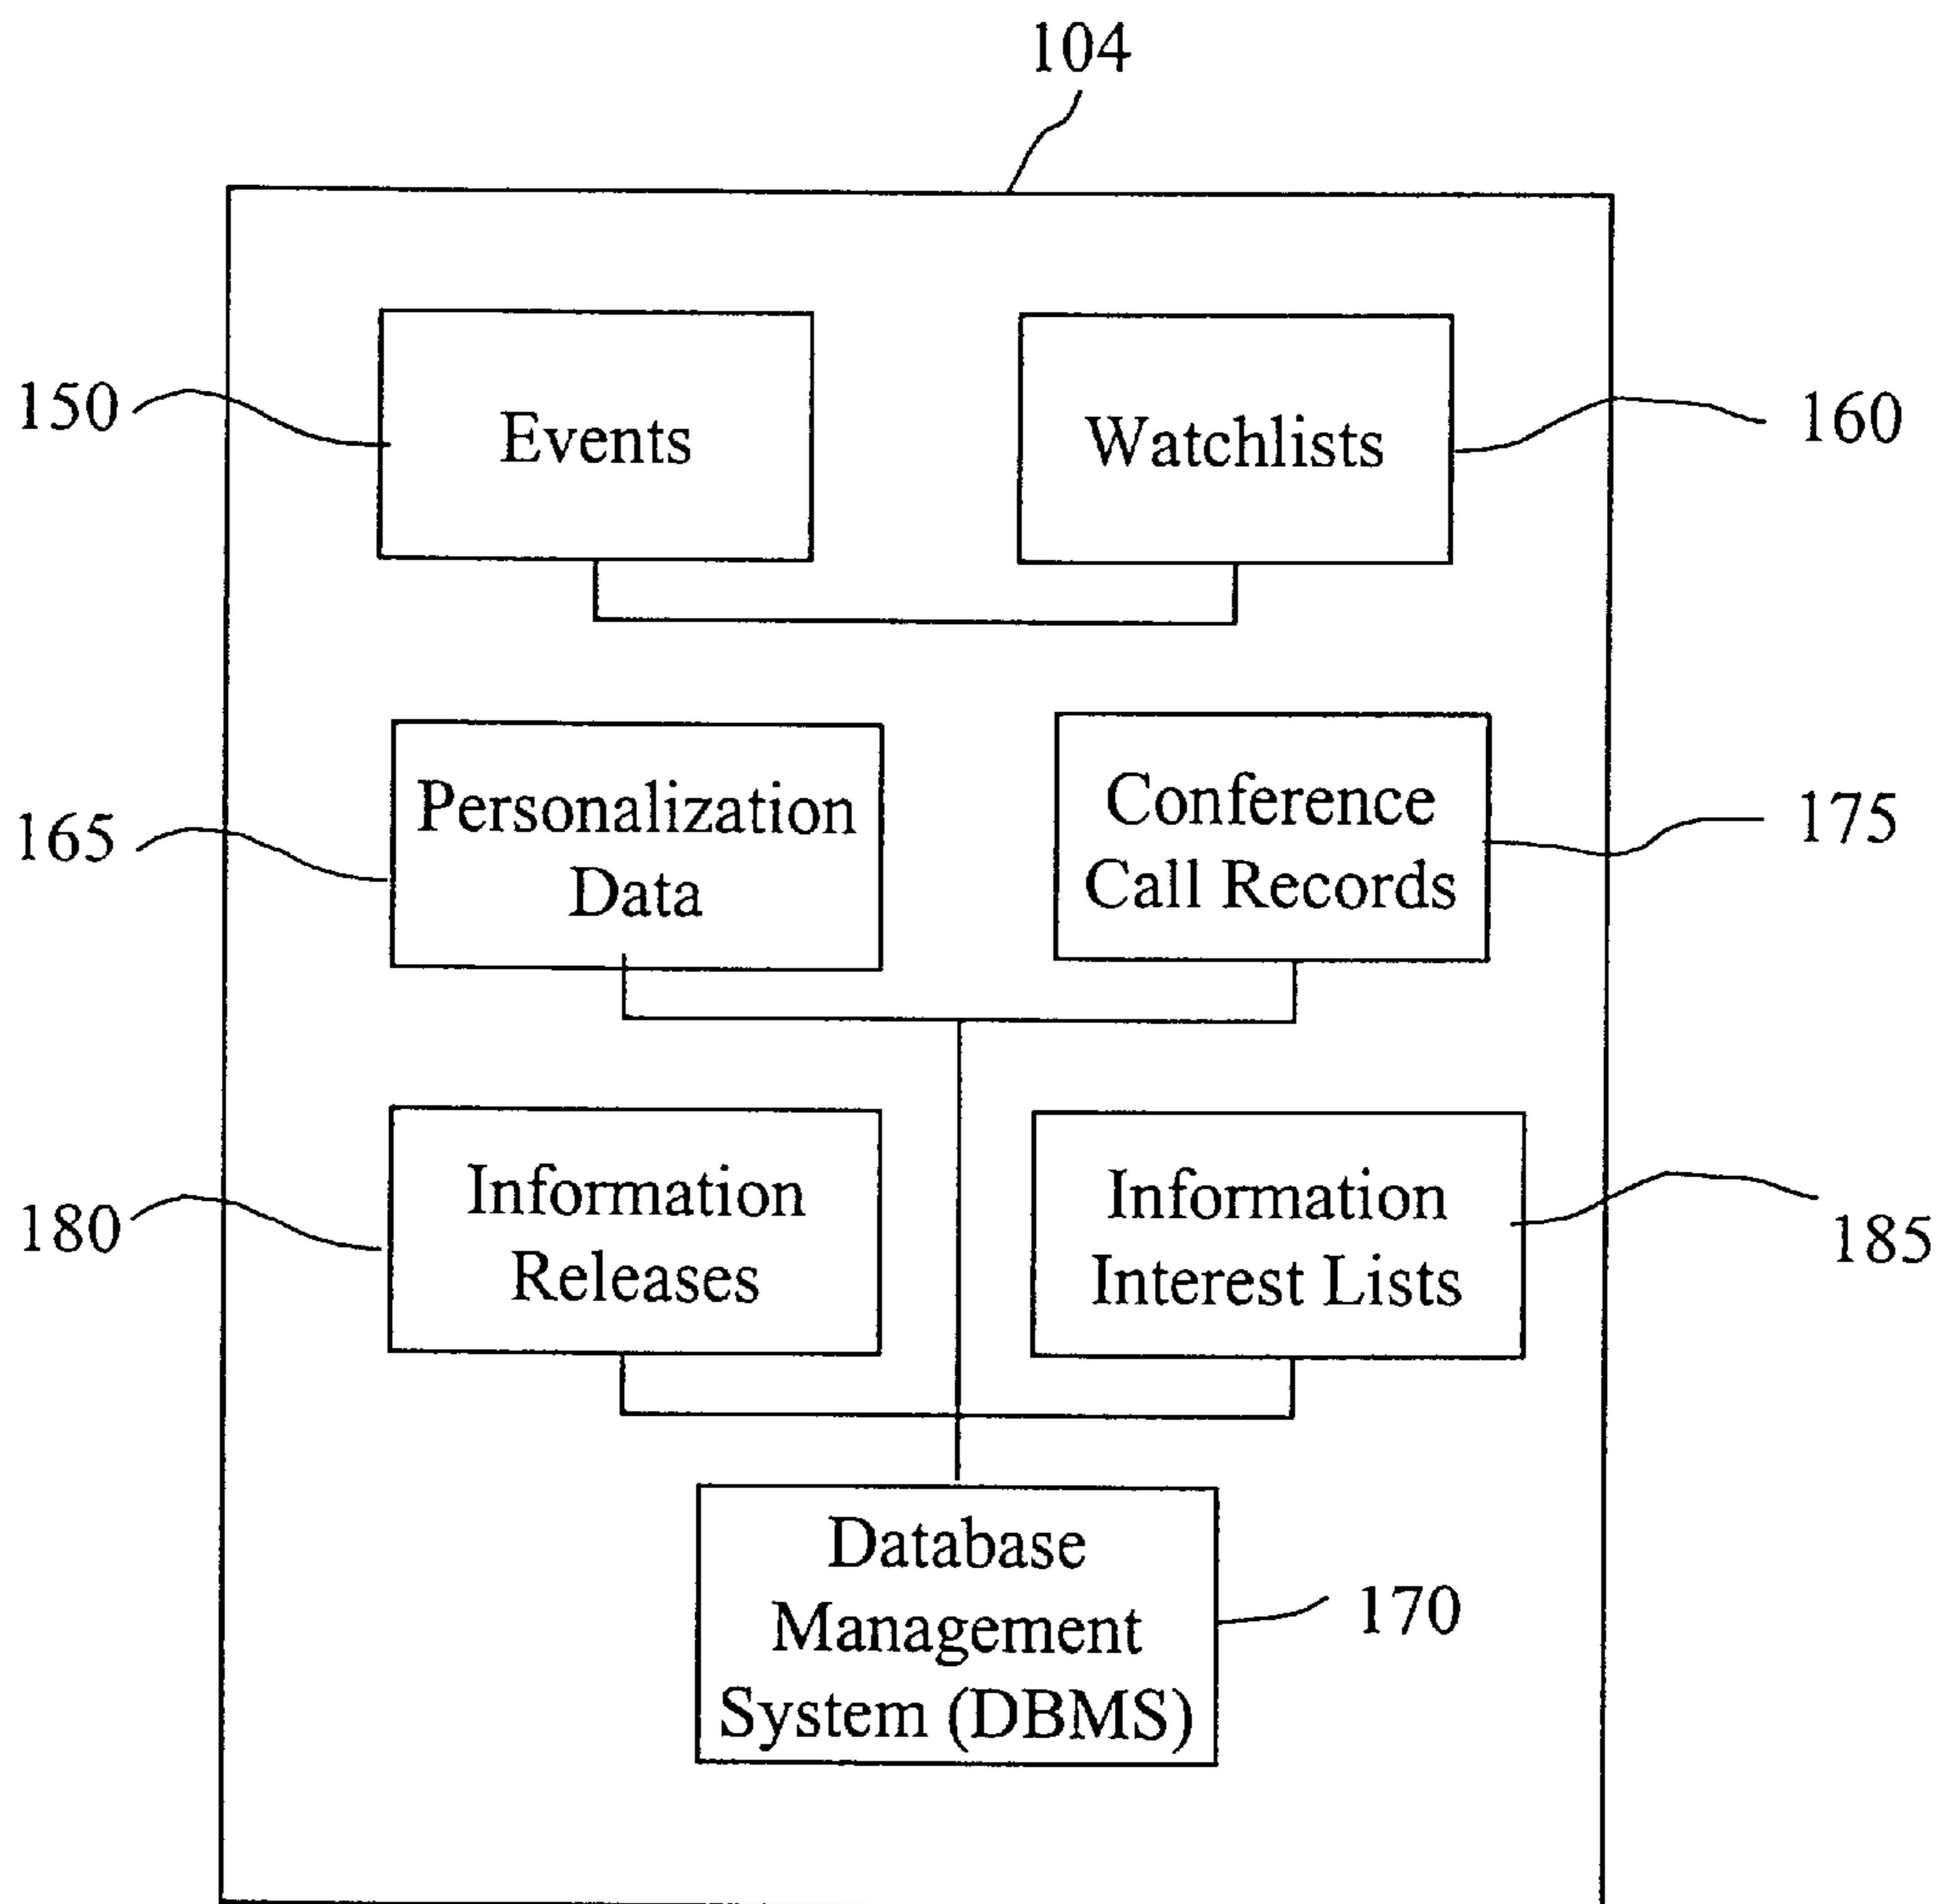 104
150
Events
Watchlists
160
165
Personalization
Data
Conference
Call Records
175
180
Information
Releases
Information
Interest Lists
185
Database
Management
System (DBMS)
170